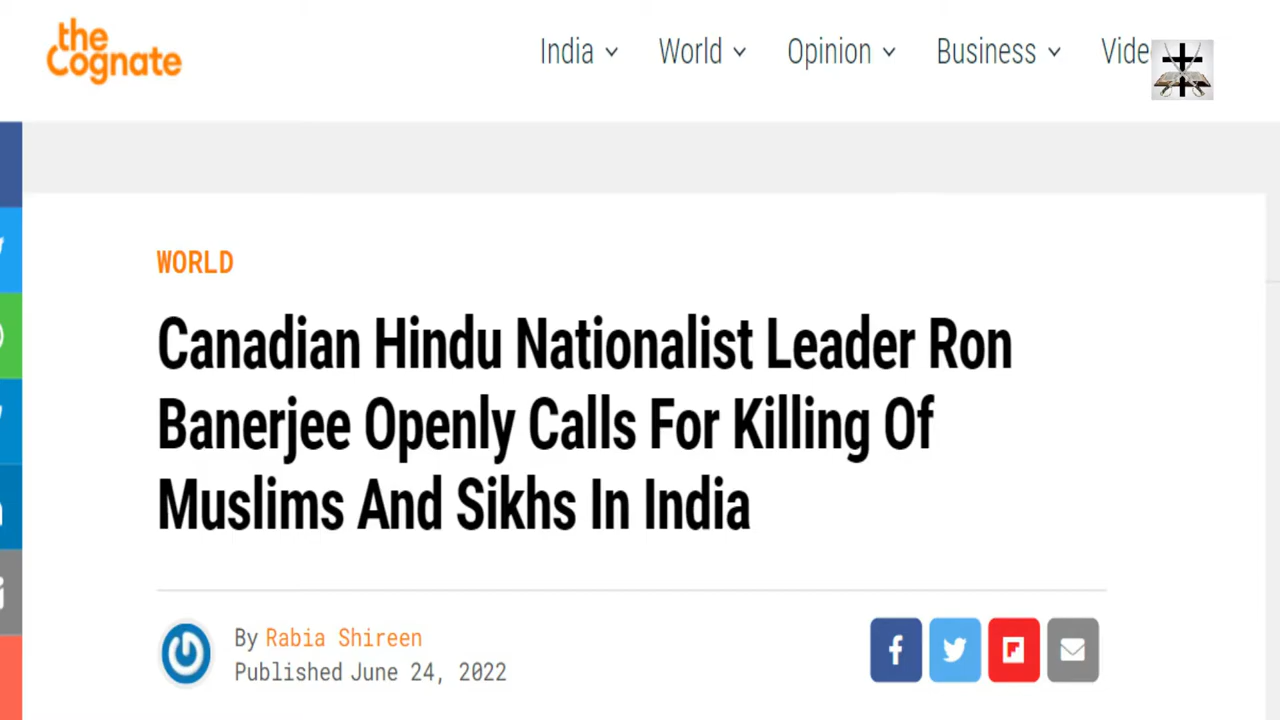 the
Cognate
India World Opinion Business Vide
WORLD
Canadian Hindu Nationalist Leader Ron
Banerjee Openly Calls For Killing Of
Muslims And Sikhs In India
By Rabia Shireen
Published June 24, 2022